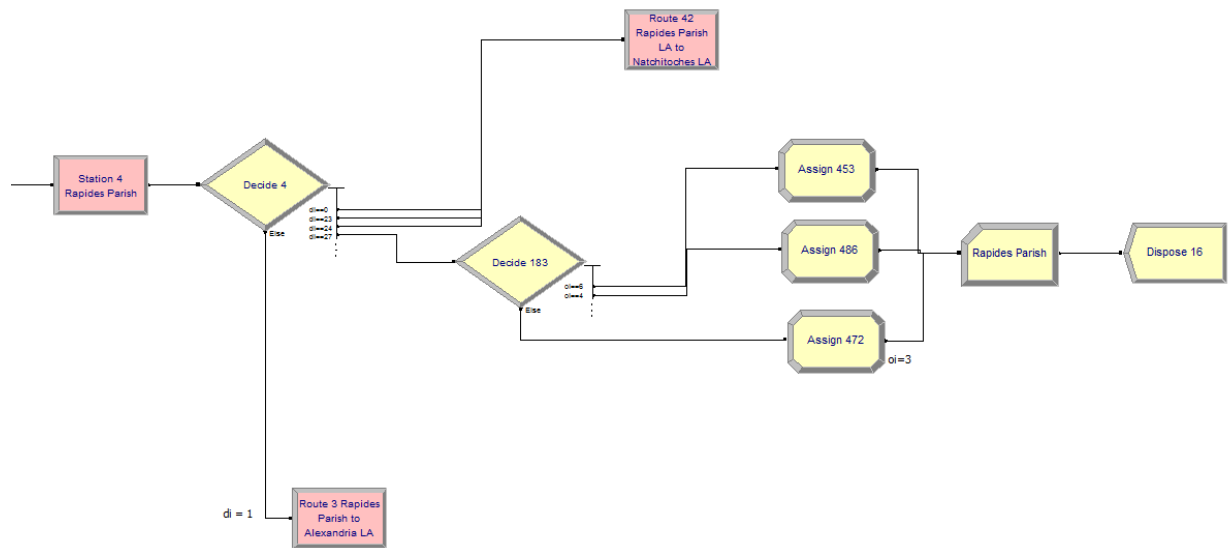 Route 42
Rapides Parish
LA to
Natchitoches LA
Station 4
Rapides Parish
Decide 4
di==0
di==23
di==24
di==27
Else
Decide 183
oi==6
oi==4
Else
Assign 453
Assign 486
Assign 472
oi=3
Rapides Parish
Dispose 16
di = 1
Route 3 Rapides
Parish to
Alexandria LA